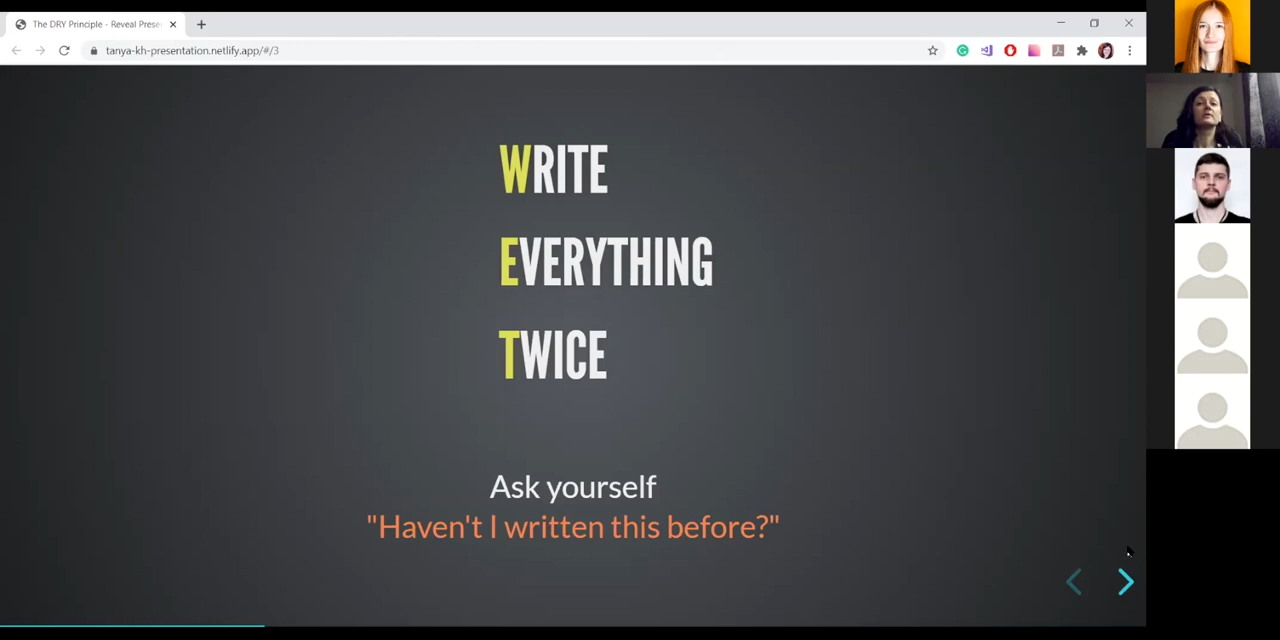 The DRY Principle - Reveal Prese
tanya-kh-presentation.netlify.app/#/3
WRITE
EVERYTHING
TWICE
Ask yourself
"Haven't I written this before?"